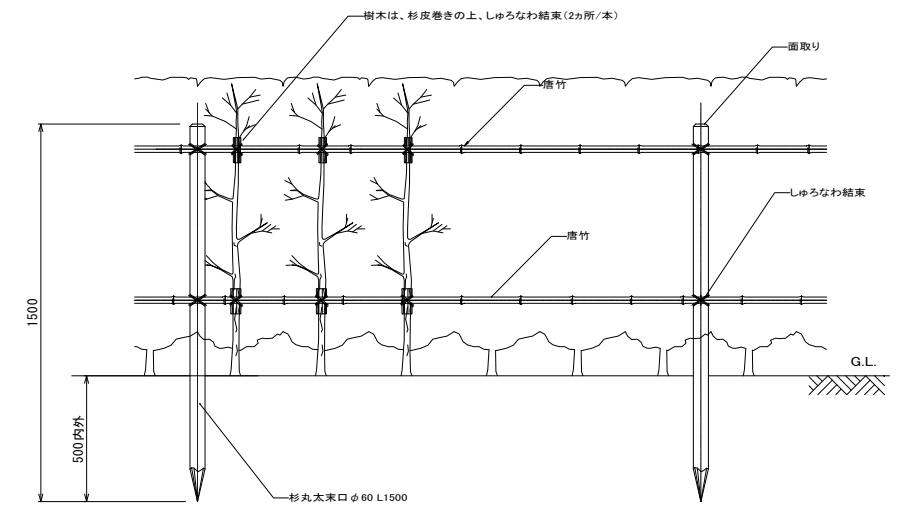 樹木は、杉皮巻きの上、しゅろなわ結束(2ヵ所/本)
面取り
唐竹
しゅろなわ結束
唐竹
1500
G.L.
500内外
杉丸太末口φ60 L1500